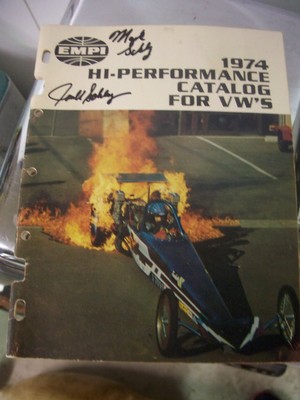 EMPI
1974
HI-PERFORMANCE
CATALOG
FOR VW'S